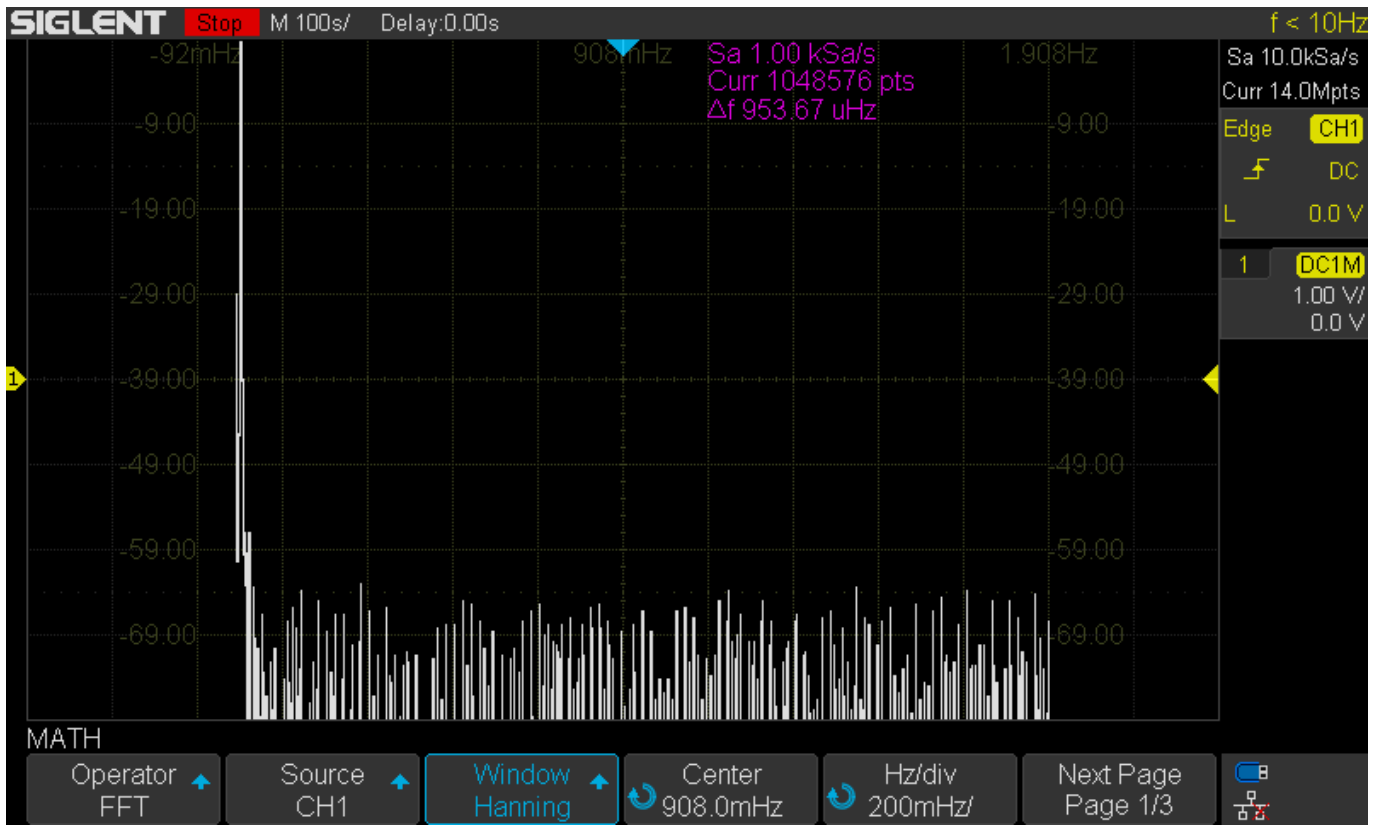 SIGLENT Stop M 100s/ Delay:0.00s f < 10Hz
-92mHz 908mHz Sa 1.00 kSa/s 1.908Hz Sa 10.0kSa/s
Curr 1048576 pts Curr 14.0Mpts
Δf 953.67 uHz
-9.00 -9.00 Edge CH1
DC
-19.00 -19.00 L 0.0 V
1 DC1M
-29.00 -29.00 1.00 V/
0.0 V
1 -39.00 -39.00
-49.00 -49.00
-59.00 -59.00
-69.00 -69.00
MATH
Operator Source Window Center Hz/div Next Page
FFT CH1 Hanning 908.0mHz 200mHz/ Page 1/3